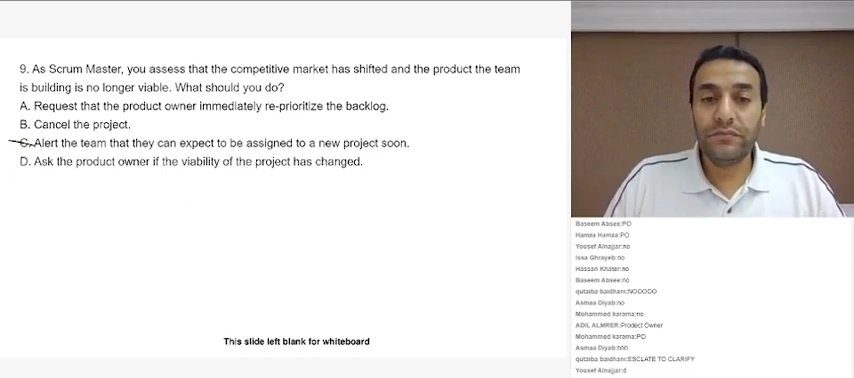 9. As Scrum Master, you assess that the competitive market has shifted and the product the team
is building is no longer viable. What should you do?
A. Request that the product owner immediately re-prioritize the backlog.
B. Cancel the project.
C. Alert the team that they can expect to be assigned to a new project soon.
D. Ask the product owner if the viability of the project has changed.
This slide left blank for whiteboard
Baseem Absee:PO
Hamza Hamaa:PO
Yousef Alnajjar:no
Issa Ghrayeb:no
Hassan Khater:no
Baseem Absee:no
qutaiba baidhani:NOOOOO
Asmaa Diyab:no
Mohammed karama:no
ADIL ALMRER:Prodect Owner
Mohammed karama:PO
Asmaa Diyab:nnn
qutaiba baidhani:ESCLATE TO CLARIFY
Yousef Alnajjar:d